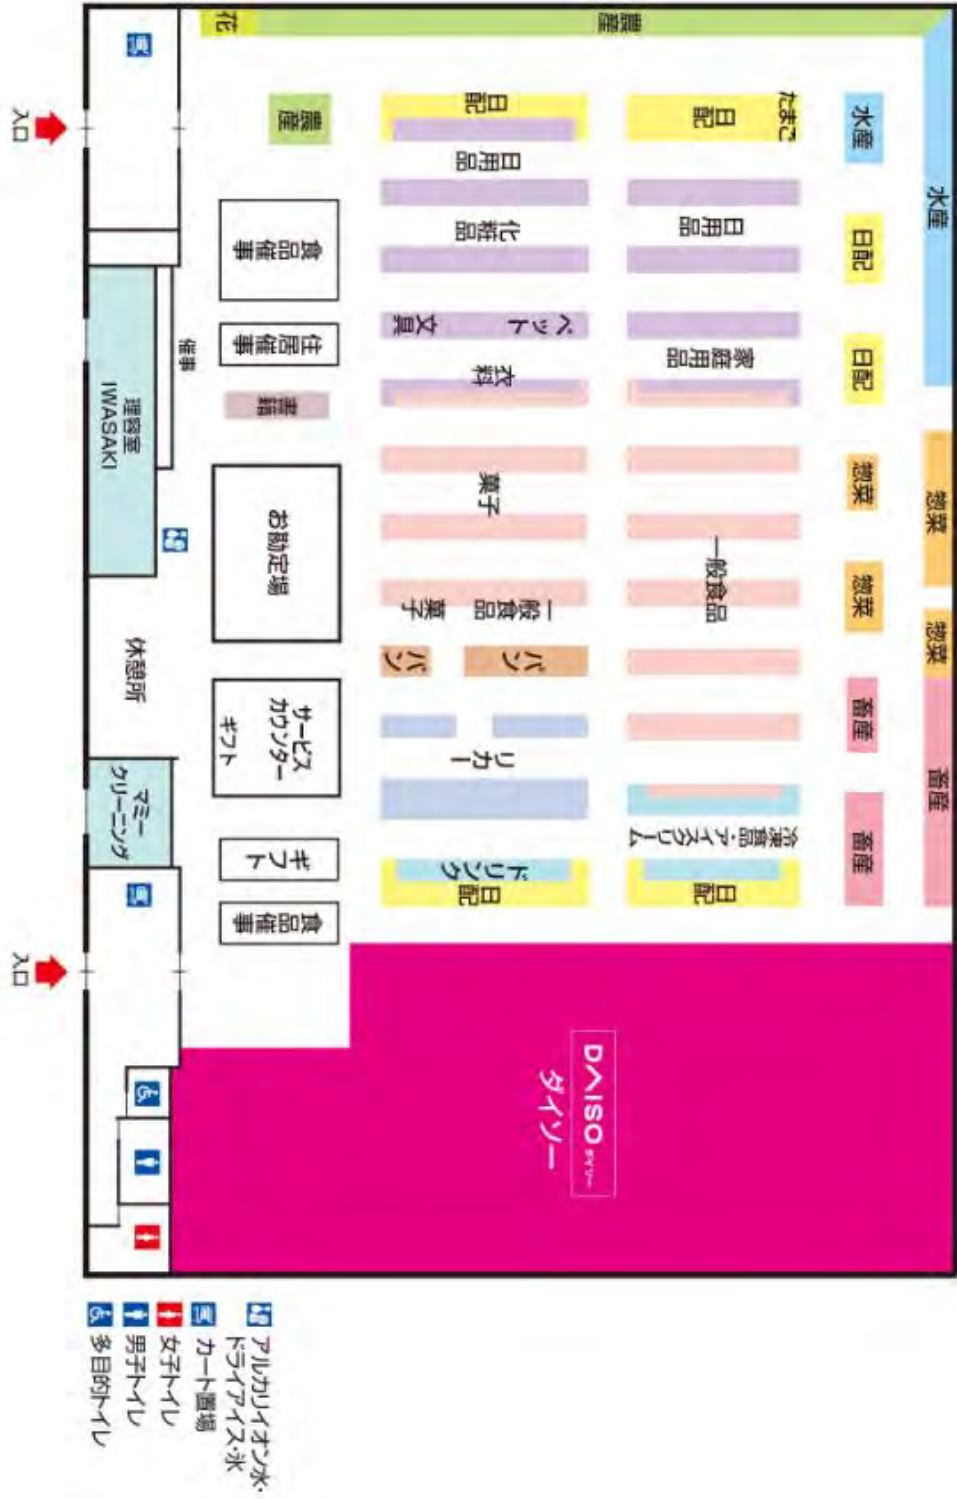 水産
惣菜
惣菜
畜産
水産
日配
日配
惣菜
惣菜
畜産
畜産
農産
たまご
日配
日用品
家庭用品
一般食品
冷凍食品・アイスクリーム
日配
日配
日用品
化粧品
ペット
文具
衣料
菓子
一般食品
菓子
パン
パン
リカー
ドリンク
日配
DAISO ダイソー
ダイソー
花
農産
食品催事
住居催事
書籍
お勘定場
サービス
カウンター
ギフト
ギフト
食品催事
催事
理容室
IWASAKI
休憩所
マミー
クリーニング
入口
入口
アルカリイオン水・
ドライアイス・氷
カート置場
女子トイレ
男子トイレ
多目的トイレ